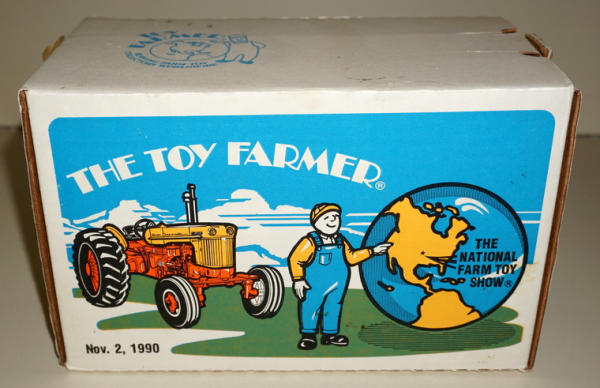 THE TOY FARMER®
THE
NATIONAL
FARM TOY
SHOW®
Nov. 2, 1990